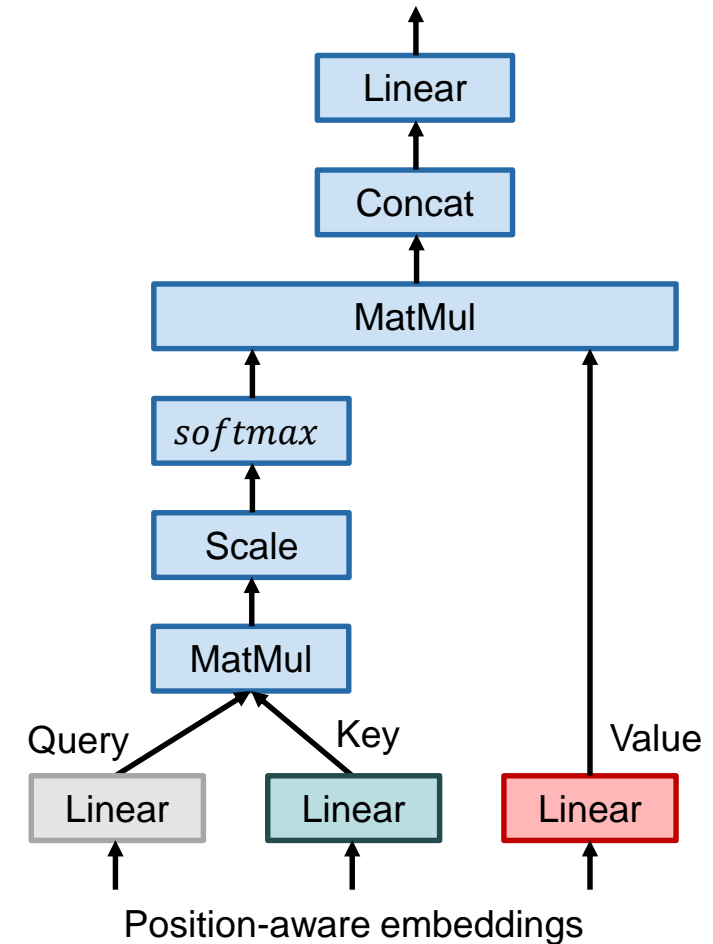 Linear
Concat
MatMul
softmax
Scale
MatMul
Query Key Value
Linear Linear Linear
Position-aware embeddings